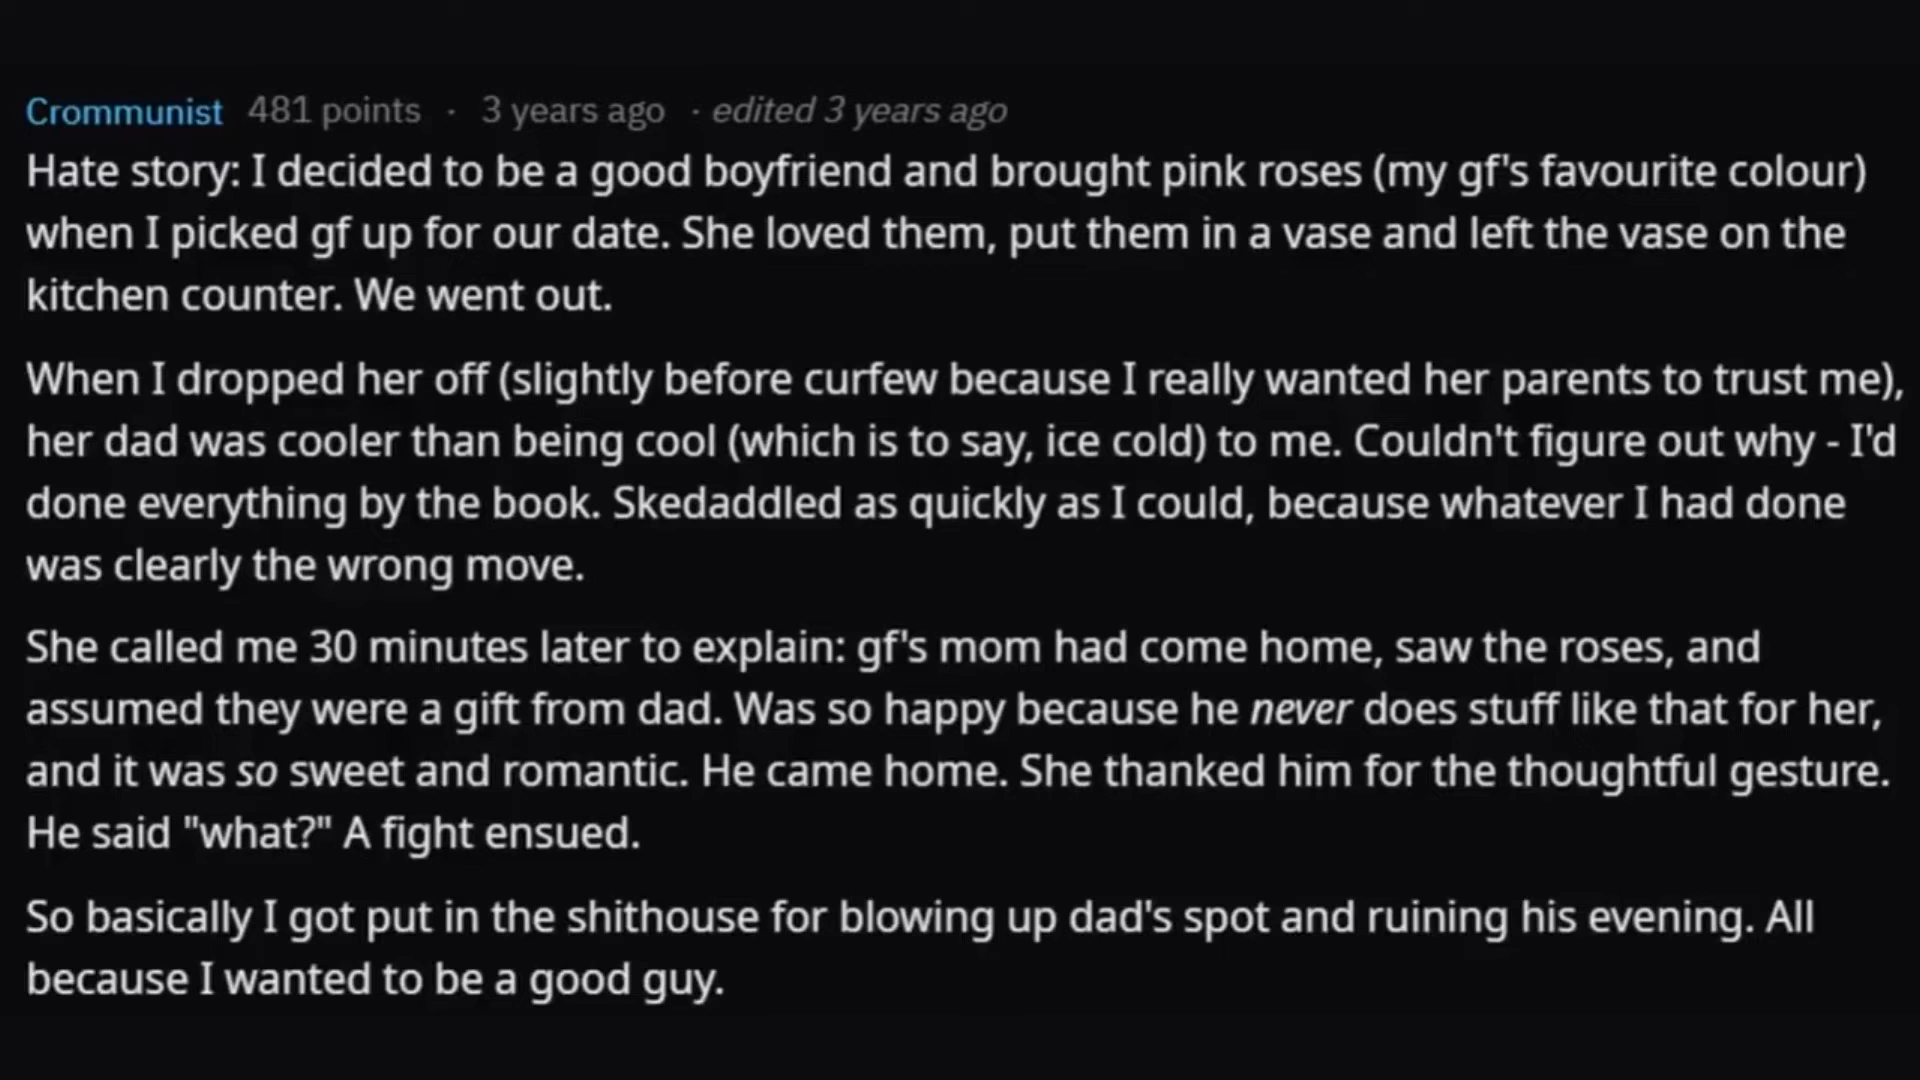 Crommunist 481 points · 3 years ago · edited 3 years ago
Hate story: I decided to be a good boyfriend and brought pink roses (my gf's favourite colour)
when I picked gf up for our date. She loved them, put them in a vase and left the vase on the
kitchen counter. We went out.
When I dropped her off (slightly before curfew because I really wanted her parents to trust me),
her dad was cooler than being cool (which is to say, ice cold) to me. Couldn't figure out why - I'd
done everything by the book. Skedaddled as quickly as I could, because whatever I had done
was clearly the wrong move.
She called me 30 minutes later to explain: gf's mom had come home, saw the roses, and
assumed they were a gift from dad. Was so happy because he never does stuff like that for her,
and it was so sweet and romantic. He came home. She thanked him for the thoughtful gesture.
He said "what?" A fight ensued.
So basically I got put in the shithouse for blowing up dad's spot and ruining his evening. All
because I wanted to be a good guy.